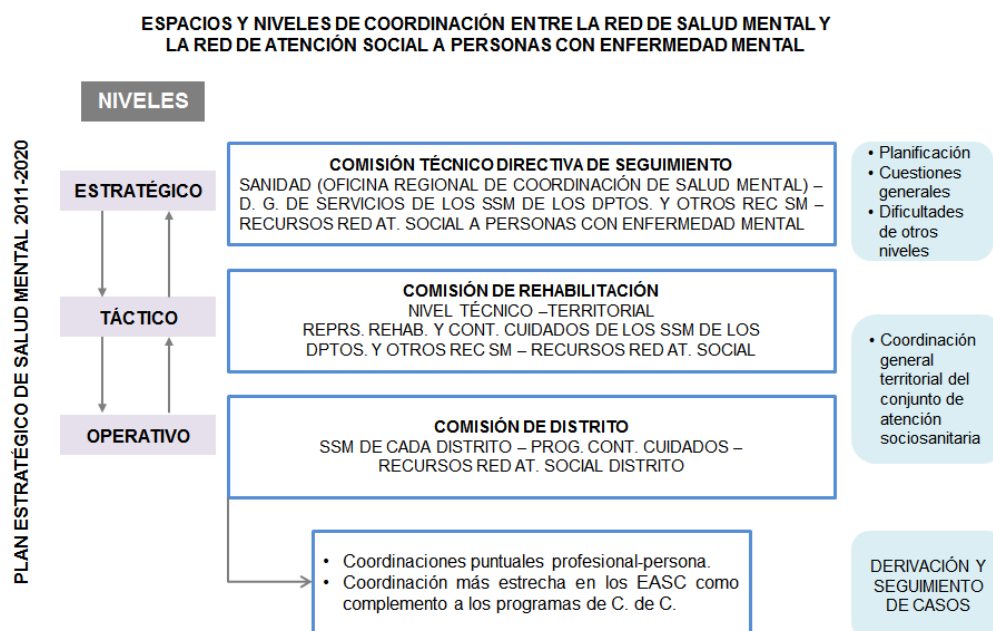 ESPACIOS Y NIVELES DE COORDINACIÓN ENTRE LA RED DE SALUD MENTAL Y
LA RED DE ATENCIÓN SOCIAL A PERSONAS CON ENFERMEDAD MENTAL
PLAN ESTRATÉGICO DE SALUD MENTAL 2011-2020
NIVELES
ESTRATÉGICO
COMISIÓN TÉCNICO DIRECTIVA DE SEGUIMIENTO
SANIDAD (OFICINA REGIONAL DE COORDINACIÓN DE SALUD MENTAL) –
D. G. DE SERVICIOS DE LOS SSM DE LOS DPTOS. Y OTROS REC SM –
RECURSOS RED AT. SOCIAL A PERSONAS CON ENFERMEDAD MENTAL
• Planificación
• Cuestiones
generales
• Dificultades
de otros
niveles
TÁCTICO
COMISIÓN DE REHABILITACIÓN
NIVEL TÉCNICO –TERRITORIAL
REPRS. REHAB. Y CONT. CUIDADOS DE LOS SSM DE LOS
DPTOS. Y OTROS REC SM – RECURSOS RED AT. SOCIAL
• Coordinación
general
territorial del
conjunto de
atención
sociosanitaria
OPERATIVO
COMISIÓN DE DISTRITO
SSM DE CADA DISTRITO – PROG. CONT. CUIDADOS –
RECURSOS RED AT. SOCIAL DISTRITO
• Coordinaciones puntuales profesional-persona.
• Coordinación más estrecha en los EASC como
complemento a los programas de C. de C.
DERIVACIÓN Y
SEGUIMIENTO
DE CASOS